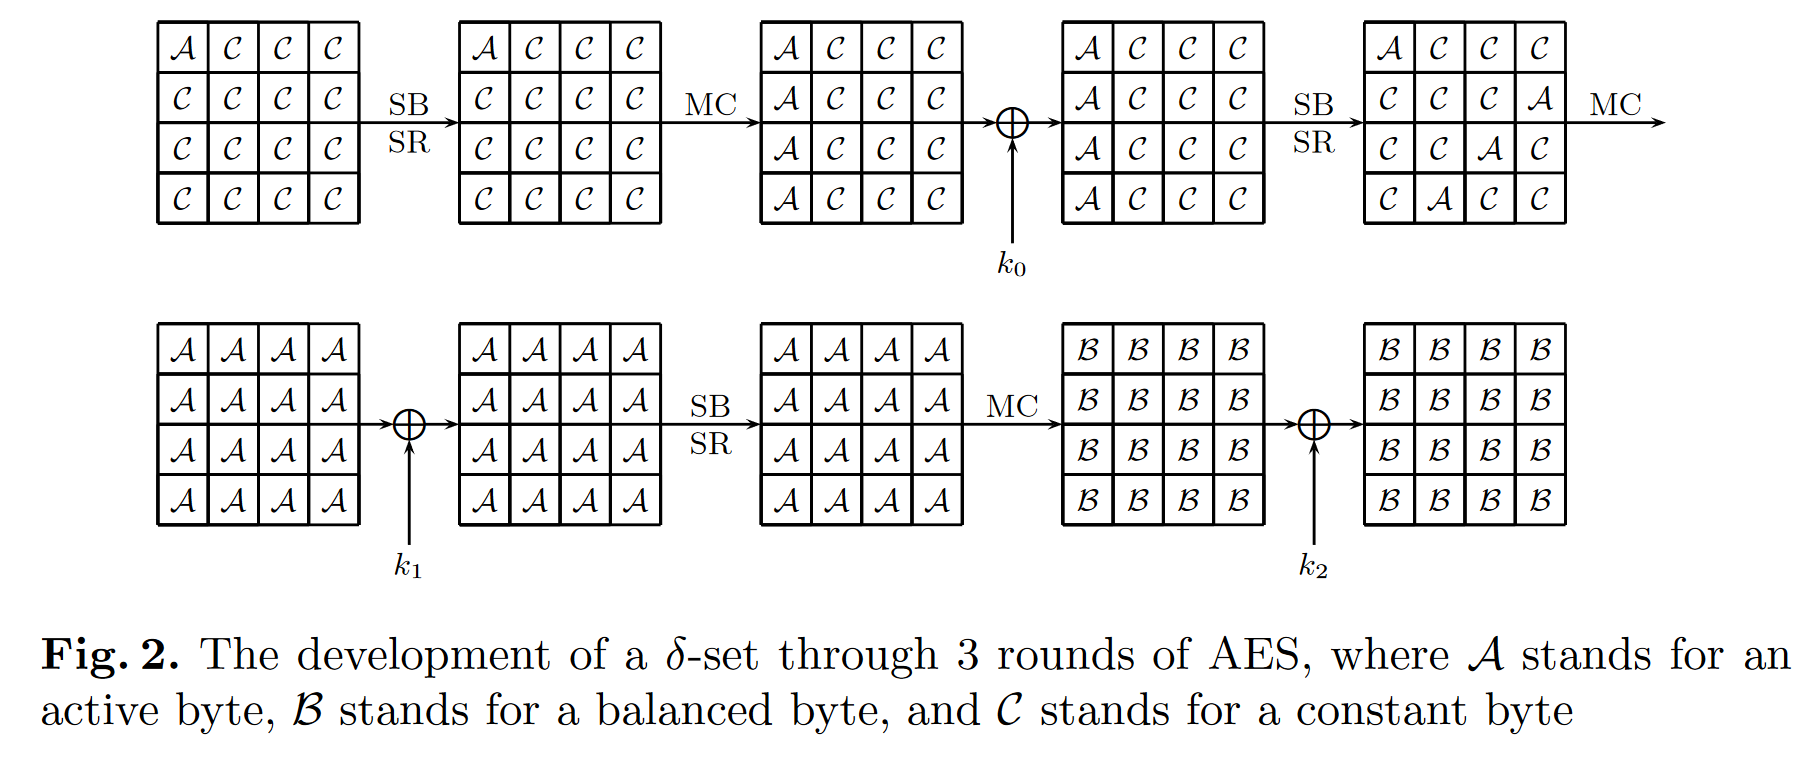 𝒜 𝒞 𝒞 𝒞 𝒜 𝒞 𝒞 𝒞 𝒜 𝒞 𝒞 𝒞 𝒜 𝒞 𝒞 𝒞 𝒜 𝒞 𝒞 𝒞
𝒞 𝒞 𝒞 𝒞 SB 𝒞 𝒞 𝒞 𝒞 MC 𝒜 𝒞 𝒞 𝒞 𝒜 𝒞 𝒞 𝒞 SB 𝒞 𝒞 𝒞 𝒜 MC
𝒞 𝒞 𝒞 𝒞 SR 𝒞 𝒞 𝒞 𝒞 𝒜 𝒞 𝒞 𝒞 𝒜 𝒞 𝒞 𝒞 SR 𝒞 𝒞 𝒜 𝒞
𝒞 𝒞 𝒞 𝒞 𝒞 𝒞 𝒞 𝒞 𝒜 𝒞 𝒞 𝒞 𝒜 𝒞 𝒞 𝒞 𝒞 𝒜 𝒞 𝒞
k₀
𝒜 𝒜 𝒜 𝒜 𝒜 𝒜 𝒜 𝒜 𝒜 𝒜 𝒜 𝒜 ℬ ℬ ℬ ℬ ℬ ℬ ℬ ℬ
𝒜 𝒜 𝒜 𝒜 𝒜 𝒜 𝒜 𝒜 SB 𝒜 𝒜 𝒜 𝒜 MC ℬ ℬ ℬ ℬ ℬ ℬ ℬ ℬ
𝒜 𝒜 𝒜 𝒜 𝒜 𝒜 𝒜 𝒜 SR 𝒜 𝒜 𝒜 𝒜 ℬ ℬ ℬ ℬ ℬ ℬ ℬ ℬ
𝒜 𝒜 𝒜 𝒜 𝒜 𝒜 𝒜 𝒜 𝒜 𝒜 𝒜 𝒜 ℬ ℬ ℬ ℬ ℬ ℬ ℬ ℬ
k₁ k₂
Fig. 2. The development of a δ-set through 3 rounds of AES, where 𝒜 stands for an
active byte, ℬ stands for a balanced byte, and 𝒞 stands for a constant byte